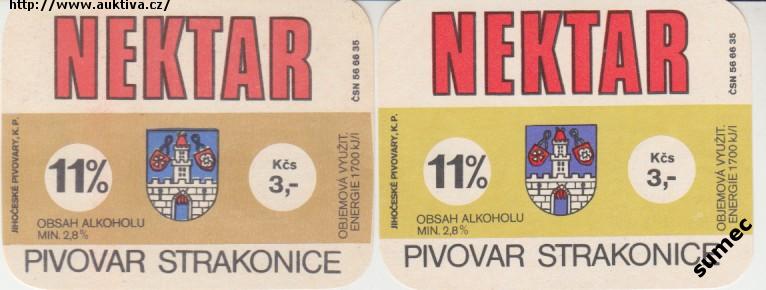 http://www.auktiva.cz/
NEKTAR
ČSN 56 66 35
JIHOČESKÉ PIVOVARY, K. P.
11%
Kčs
3,-
OBJEMOVÁ VYUŽIT.
ENERGIE 1700 kJ/l
OBSAH ALKOHOLU
MIN. 2,8%
PIVOVAR STRAKONICE
NEKTAR
ČSN 56 66 35
JIHOČESKÉ PIVOVARY, K. P.
11%
Kčs
3,-
OBJEMOVÁ VYUŽIT.
ENERGIE 1700 kJ/l
OBSAH ALKOHOLU
MIN. 2,8%
PIVOVAR STRAKONICE
sumec